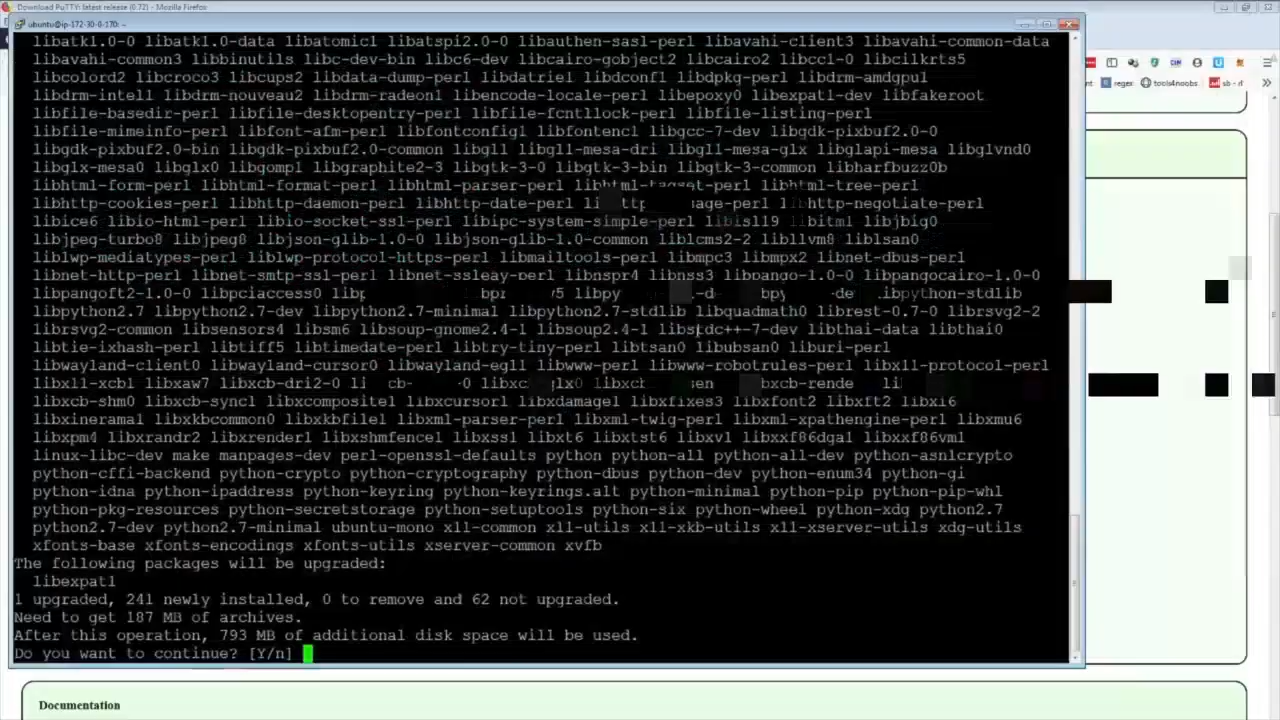 Download PuTTY: latest release (0.72) - Mozilla Firefox
ubuntu@ip-172-30-0-170: ~
libatk1.0-0 libatk1.0-data libatomic1 libatspi2.0-0 libauthen-sasl-perl libavahi-client3 libavahi-common-data
libavahi-common3 libbinutils libc-dev-bin libc6-dev libcairo-gobject2 libcairo2 libcc1-0 libcilkrts5
libcolord2 libcroco3 libcups2 libdata-dump-perl libdatrie1 libdconf1 libdpkg-perl libdrm-amdgpu1
libdrm-intel1 libdrm-nouveau2 libdrm-radeon1 libencode-locale-perl libepoxy0 libexpat1-dev libfakeroot
libfile-basedir-perl libfile-desktopentry-perl libfile-fcntllock-perl libfile-listing-perl
libfile-mimeinfo-perl libfont-afm-perl libfontconfig1 libfontenc1 libgcc-7-dev libgdk-pixbuf2.0-0
libgdk-pixbuf2.0-bin libgdk-pixbuf2.0-common libgl1 libgl1-mesa-dri libgl1-mesa-glx libglapi-mesa libglvnd0
libglx-mesa0 libglx0 libgomp1 libgraphite2-3 libgtk-3-0 libgtk-3-bin libgtk-3-common libharfbuzz0b
libhtml-form-perl libhtml-format-perl libhtml-parser-perl libhtml-tagset-perl libhtml-tree-perl
libhttp-cookies-perl libhttp-daemon-perl libhttp-date-perl libhttp-negotiate-perl
libice6 libio-html-perl libio-socket-ssl-perl libipc-system-simple-perl libisl19 libitm1 libjbig0
libjpeg-turbo8 libjpeg8 libjson-glib-1.0-0 libjson-glib-1.0-common liblcms2-2 libllvm8 liblsan0
liblwp-mediatypes-perl liblwp-protocol-https-perl libmailtools-perl libmpc3 libmpx2 libnet-dbus-perl
libnet-http-perl libnet-smtp-ssl-perl libnet-ssleay-perl libnspr4 libnss3 libpango-1.0-0 libpangocairo-1.0-0
libpangoft2-1.0-0 libpciaccess0 libpython-stdlib
libpython2.7 libpython2.7-dev libpython2.7-minimal libpython2.7-stdlib libquadmath0 librest-0.7-0 librsvg2-2
librsvg2-common libsensors4 libsm6 libsoup-gnome2.4-1 libsoup2.4-1 libstdc++-7-dev libthai-data libthai0
libtie-ixhash-perl libtiff5 libtimedate-perl libtry-tiny-perl libtsan0 libubsan0 liburi-perl
libwayland-client0 libwayland-cursor0 libwayland-egl1 libwww-perl libwww-robotrules-perl libx11-protocol-perl
libx11-xcb1 libxaw7 libxcb-dri2-0
libxcb-shm0 libxcb-sync1 libxcomposite1 libxcursor1 libxdamage1 libxfixes3 libxfont2 libxft2 libxi6
libxinerama1 libxkbcommon0 libxkbfile1 libxml-parser-perl libxml-twig-perl libxml-xpathengine-perl libxmu6
libxpm4 libxrandr2 libxrender1 libxshmfence1 libxss1 libxt6 libxtst6 libxv1 libxxf86dga1 libxxf86vm1
linux-libc-dev make manpages-dev perl-openssl-defaults python python-all python-all-dev python-asn1crypto
python-cffi-backend python-crypto python-cryptography python-dbus python-dev python-enum34 python-gi
python-idna python-ipaddress python-keyring python-keyrings.alt python-minimal python-pip python-pip-whl
python-pkg-resources python-secretstorage python-setuptools python-six python-wheel python-xdg python2.7
python2.7-dev python2.7-minimal ubuntu-mono x11-common x11-utils x11-xkb-utils x11-xserver-utils xdg-utils
xfonts-base xfonts-encodings xfonts-utils xserver-common xvfb
The following packages will be upgraded:
libexpat1
1 upgraded, 241 newly installed, 0 to remove and 62 not upgraded.
Need to get 187 MB of archives.
After this operation, 793 MB of additional disk space will be used.
Do you want to continue? [Y/n]
reger
tools4noobs
Documentation